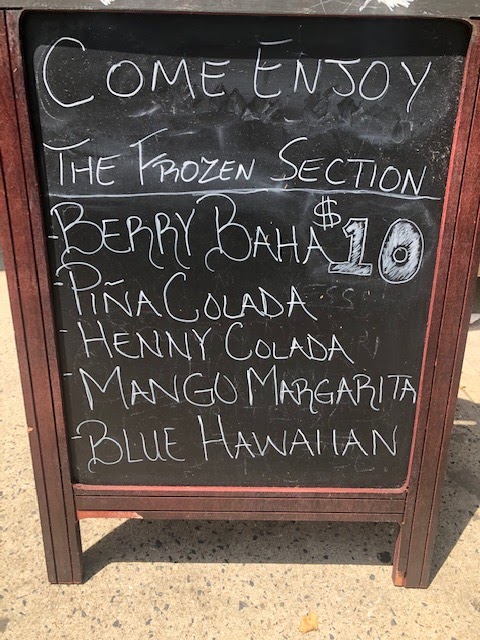 COME ENJOY
THE FROZEN SECTION
-BERRY BAHA $10
-PIÑA COLADA
-HENNY COLADA
-MANGO MARGARITA
-BLUE HAWAIIAN